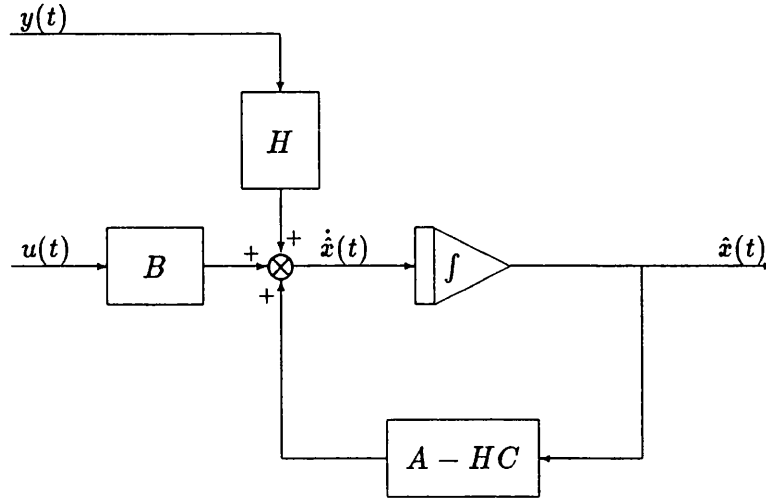 y(t)
H
+
u(t)
B
+
+
ẋ̂(t)
∫
x̂(t)
A − HC